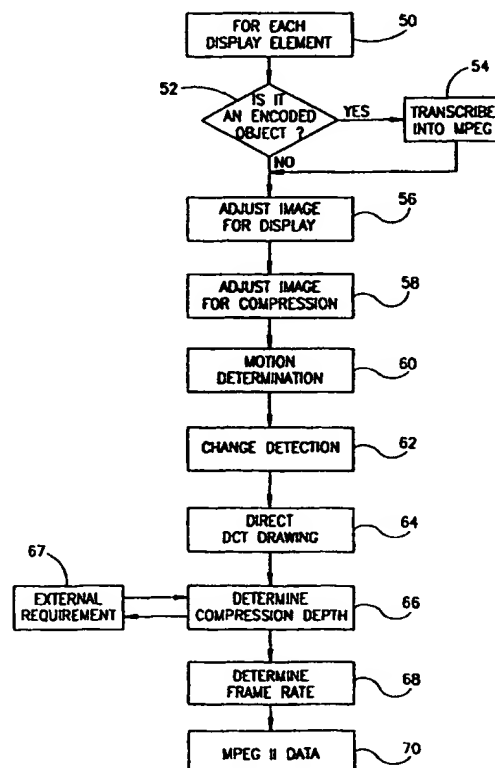 FOR EACH
DISPLAY ELEMENT
50
52
IS IT
AN ENCODED
OBJECT ?
YES
54
TRANSCRIBE
INTO MPEG
NO
ADJUST IMAGE
FOR DISPLAY
56
ADJUST IMAGE
FOR COMPRESSION
58
MOTION
DETERMINATION
60
CHANGE DETECTION
62
DIRECT
DCT DRAWING
64
67
EXTERNAL
REQUIREMENT
DETERMINE
COMPRESSION DEPTH
66
DETERMINE
FRAME RATE
68
MPEG II DATA
70